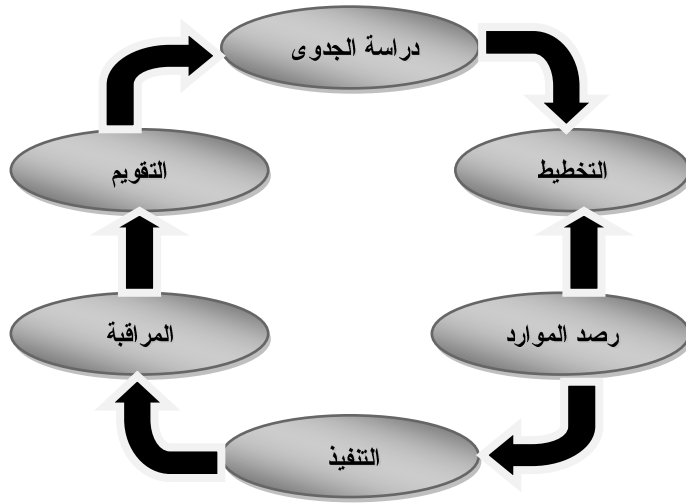 دراسة الجدوى
التخطيط
التقويم
رصد الموارد
المراقبة
التنفيذ